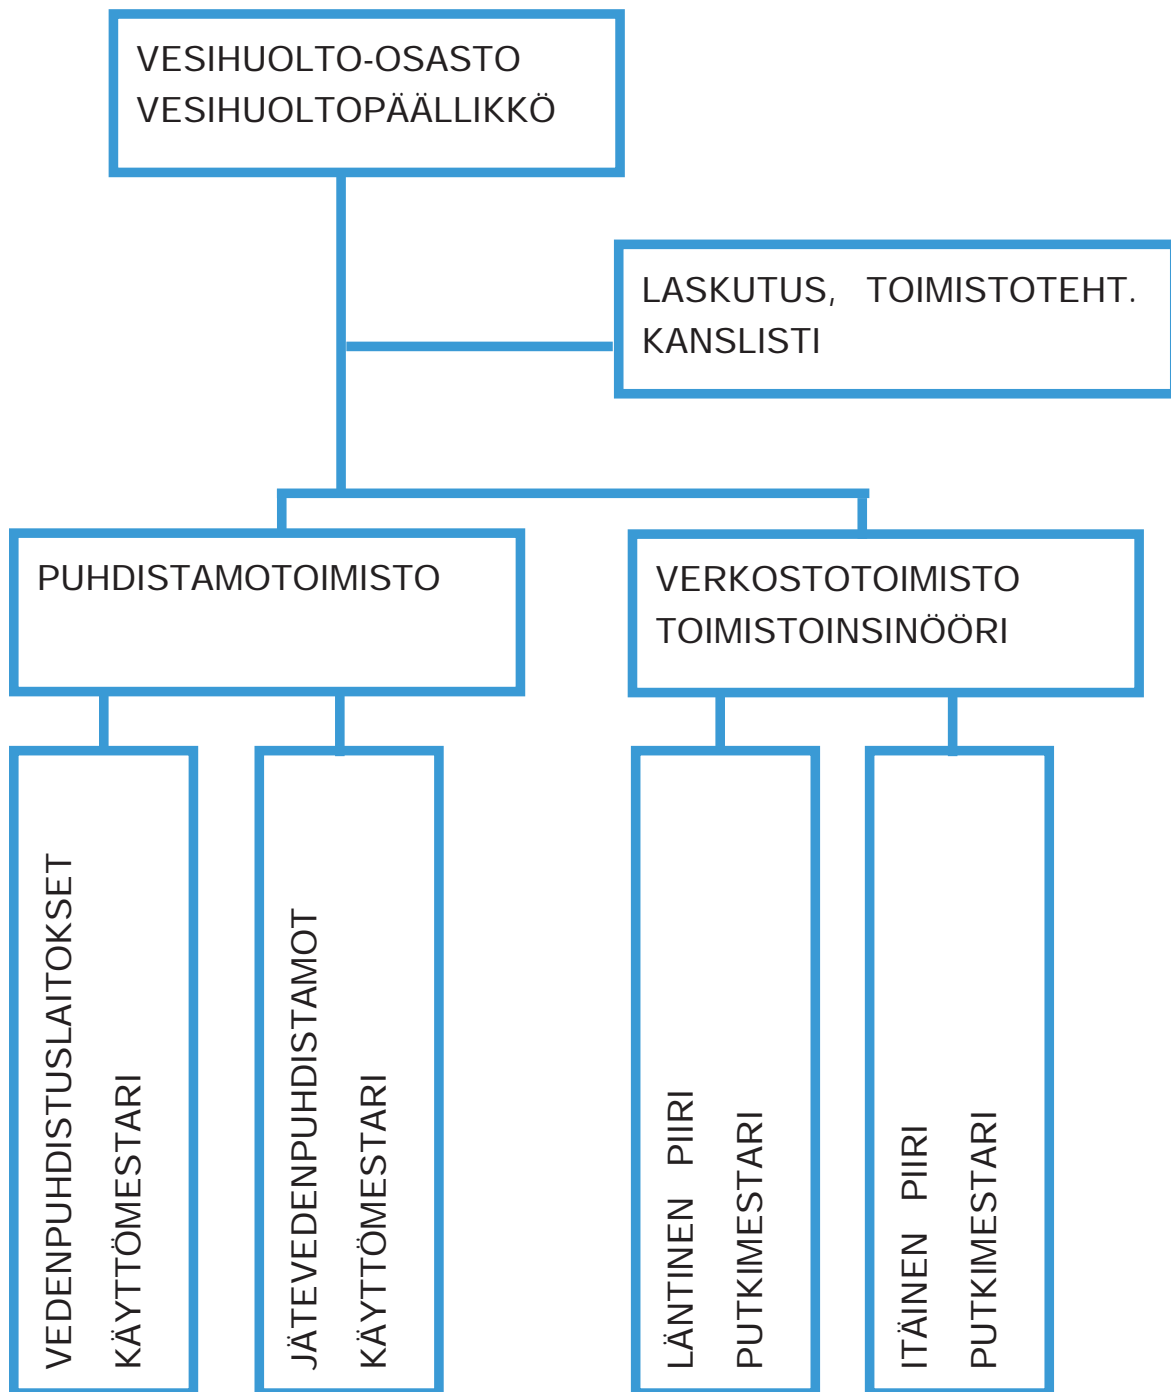 VESIHUOLTO-OSASTO
VESIHUOLTOPÄÄLLIKKÖ
LASKUTUS, TOIMISTOTEHT.
KANSLISTI
PUHDISTAMOTOIMISTO
VERKOSTOTOIMISTO
TOIMISTOINSINÖÖRI
VEDENPUHDISTUSLAITOKSET
KÄYTTÖMESTARI
JÄTEVEDENPUHDISTAMOT
KÄYTTÖMESTARI
LÄNTINEN PIIRI
PUTKIMESTARI
ITÄINEN PIIRI
PUTKIMESTARI